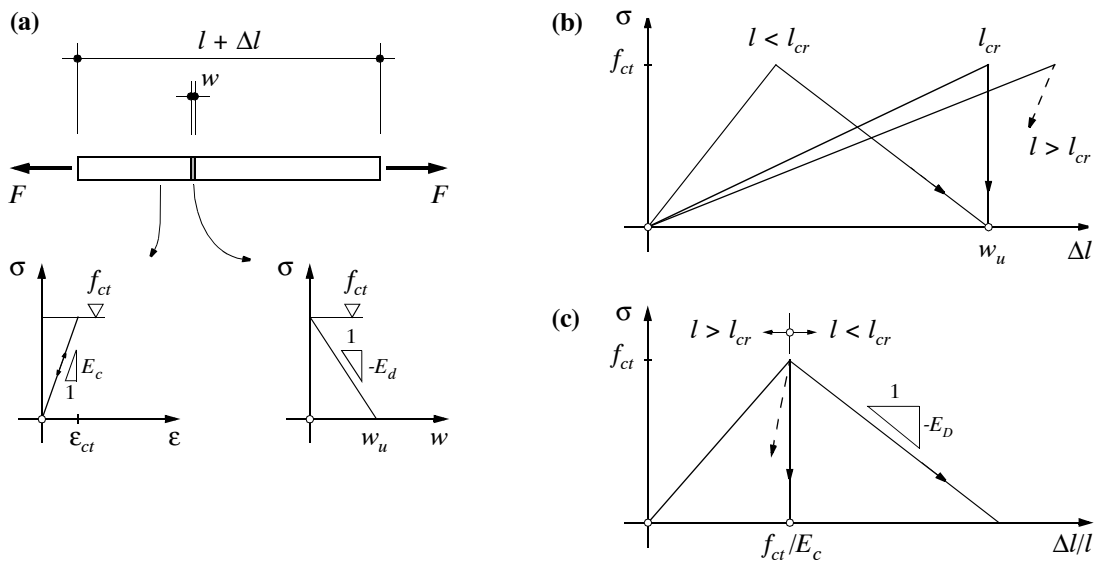 (a)
l + Δl
w
F
F
σ
f_ct
E_c
1
ε_ct
ε
σ
f_ct
1
-E_d
w_u
w
(b)
σ
f_ct
l < l_cr
l_cr
l > l_cr
w_u
Δl
(c)
σ
f_ct
l > l_cr
l < l_cr
1
-E_D
f_ct/E_c
Δl/l